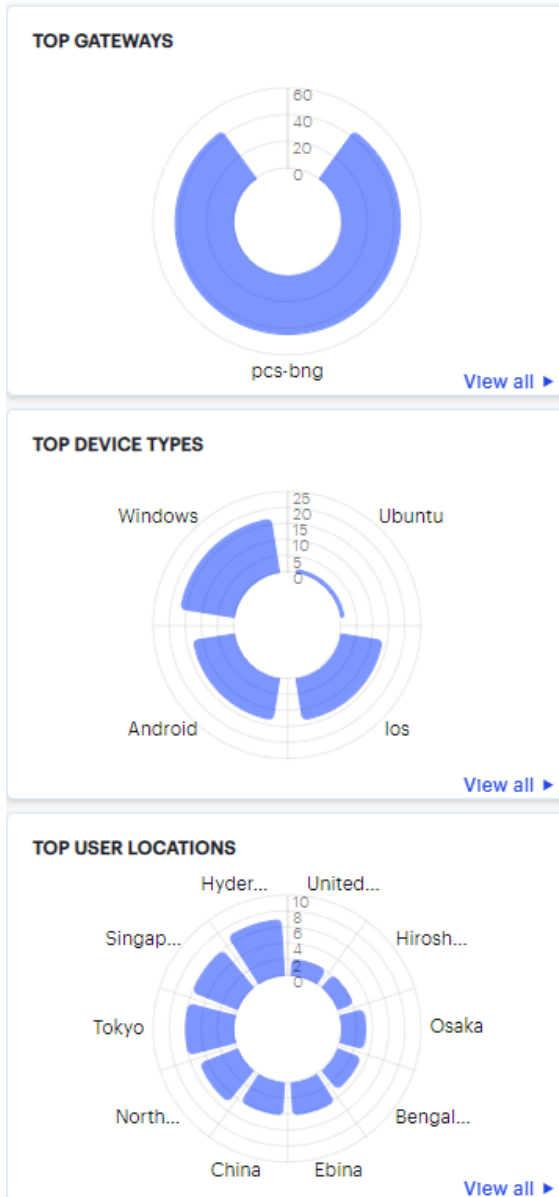 TOP GATEWAYS
60
40
20
0
pcs-bng
View all
TOP DEVICE TYPES
25
20
15
10
5
0
Windows
Ubuntu
Android
Ios
View all
TOP USER LOCATIONS
Hyder...
United...
10
8
6
4
2
0
Singap...
Hirosh...
Tokyo
Osaka
North...
Bengal...
China
Ebina
View all